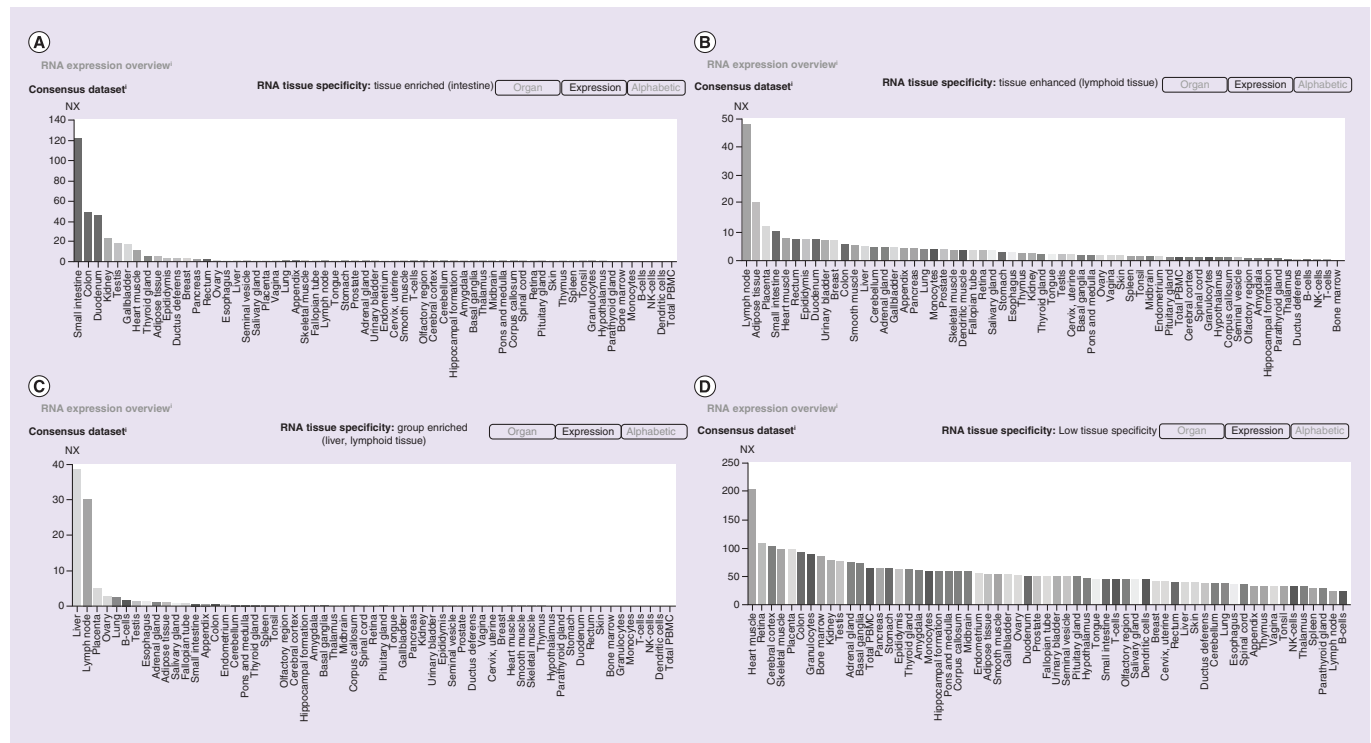 A
RNA expression overviewⁱ
Consensus datasetⁱ
RNA tissue specificity: tissue enriched (intestine)
Organ
Expression
Alphabetic
NX
140
120
100
80
60
40
20
0
Small intestine
Colon
Duodenum
Kidney
Testis
Gallbladder
Heart muscle
Thyroid gland
Adipose tissue
Epididymis
Ductus deferens
Breast
Pancreas
Rectum
Ovary
Esophagus
Liver
Seminal vesicle
Salivary gland
Placenta
Vagina
Lung
Appendix
Skeletal muscle
Fallopian tube
Lymph node
Tongue
Stomach
Prostate
Adrenal gland
Urinary bladder
Endometrium
Cervix, uterine
Smooth muscle
T-cells
Olfactory region
Cerebral cortex
Cerebellum
Hippocampal formation
Amygdala
Basal ganglia
Thalamus
Midbrain
Pons and medulla
Corpus callosum
Spinal cord
Retina
Pituitary gland
Skin
Thymus
Spleen
Tonsil
Granulocytes
Hypothamus
Parathyroid gland
Bone marrow
Monocytes
B-cells
NK-cells
Dendritic cells
Total PBMC
B
RNA expression overviewⁱ
Consensus datasetⁱ
RNA tissue specificity: tissue enhanced (lymphoid tissue)
Organ
Expression
Alphabetic
NX
50
40
30
20
10
0
Lymph node
Adipose tissue
Placenta
Small intestine
Heart muscle
Rectum
Epididymis
Duodenum
Urinary bladder
Breast
Colon
Smooth muscle
Liver
Cerebellum
Adrenal gland
Gallbladder
Appendix
Pancreas
Lung
Monocytes
Prostate
Skeletal muscle
Dendritic muscle
Fallopian tube
Retina
Salivary gland
Stomach
Esophagus
Thymus
Kidney
Thyroid gland
Tongue
Testis
Cervic, uterine
Basal ganglia
Pons and medulla
Ovary
Vagina
Skin
Spleen
Tonsil
Midbrain
Endometrium
Pituitary gland
Total PBMC
Cerebral cortex
Spinal cord
Granulocytes
Hypothalamus
Corpus callosum
Seminal vesicle
Olfactory region
Amygdala
Hippocampal formation
Parathyroid gland
Thalamus
Ductus deferens
B-cells
NK-cells
T-cells
Bone marrow
C
RNA expression overviewⁱ
Consensus datasetⁱ
RNA tissue specificity: group enriched
(liver, lymphoid tissue)
Organ
Expression
Alphabetic
NX
40
30
20
10
0
Liver
Lymph node
Placenta
Ovary
Lung
B-cells
Testis
Esophagus
Adrenal gland
Adipose tissue
Salivary gland
Fallopian tube
Small intestine
Appendix
Colon
Endometrium
Cerebellum
Pons and medulla
Thyroid gland
Spleen
Tonsil
Olfactory region
Cerebral cortex
Hippocampal formation
Amygdala
Basal ganglia
Thalamus
Midbrain
Corpus callosum
Spinal cord
Retina
Pituitary gland
Tongue
Gallbladder
Pancreas
Kidney
Urinary bladder
Epididymis
Seminal vesicle
Prostate
Ductus deferens
Vagina
Cervic, uterine
Breast
Heart muscle
Smooth muscle
Skeletal muscle
Thymus
Hypothalamus
Parathyroid gland
Stomach
Duodenum
Rectum
Skin
Bone marrow
Granulocytes
Monocytes
T-cells
NK-cells
Dendritic cells
Total PBMC
D
RNA expression overviewⁱ
Consensus datasetⁱ
RNA tissue specificity: Low tissue specificity
Organ
Expression
Alphabetic
NX
250
200
150
100
50
0
Heart muscle
Retina
Cerebral cortex
Skeletal muscle
Placenta
Colon
Granulocytes
Bone marrow
Kidney
Testis
Adrenal gland
Basal ganglia
Total PBMC
Pancreas
Stomach
Epididymis
Thyroid gland
Amygdala
Monocytes
Hippocampal formation
Pons and medulla
Corpus callosum
Midbrain
Endometrium
Adipose tissue
Smooth muscle
Gallbladder
Ovary
Duodenum
Prostate
Fallopian tube
Urinary bladder
Seminal vesicle
Pituitary gland
Hypothalamus
Tongue
Small intestine
T-cells
Olfactory region
Salivary gland
Dendritic cells
Breast
Cervix, uterine
Rectum
Liver
Skin
Ductus deferens
Cerebellum
Lung
Esophagus
Spinal cord
Appendix
Thymus
Vagina
Tonsil
NK-cells
Thalamus
Spleen
Parathyroid gland
Lymph node
B-cells